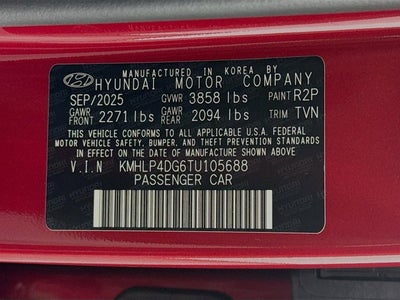 MANUFACTURED IN KOREA BY
HYUNDAI MOTOR COMPANY
SEP/2025 GVWR 3858 lbs PAINT R2P
GAWR FRONT 2271 lbs GAWR REAR 2094 lbs TRIM TVN
THIS VEHICLE CONFORMS TO ALL APPLICABLE U.S.A. FEDERAL
MOTOR VEHICLE SAFETY, BUMPER, AND THEFT PREVENTION STANDARDS
IN EFFECT ON THE DATE OF MANUFACTURE SHOWN ABOVE.
V.I.N KMHLP4DG6TU105688
PASSENGER CAR